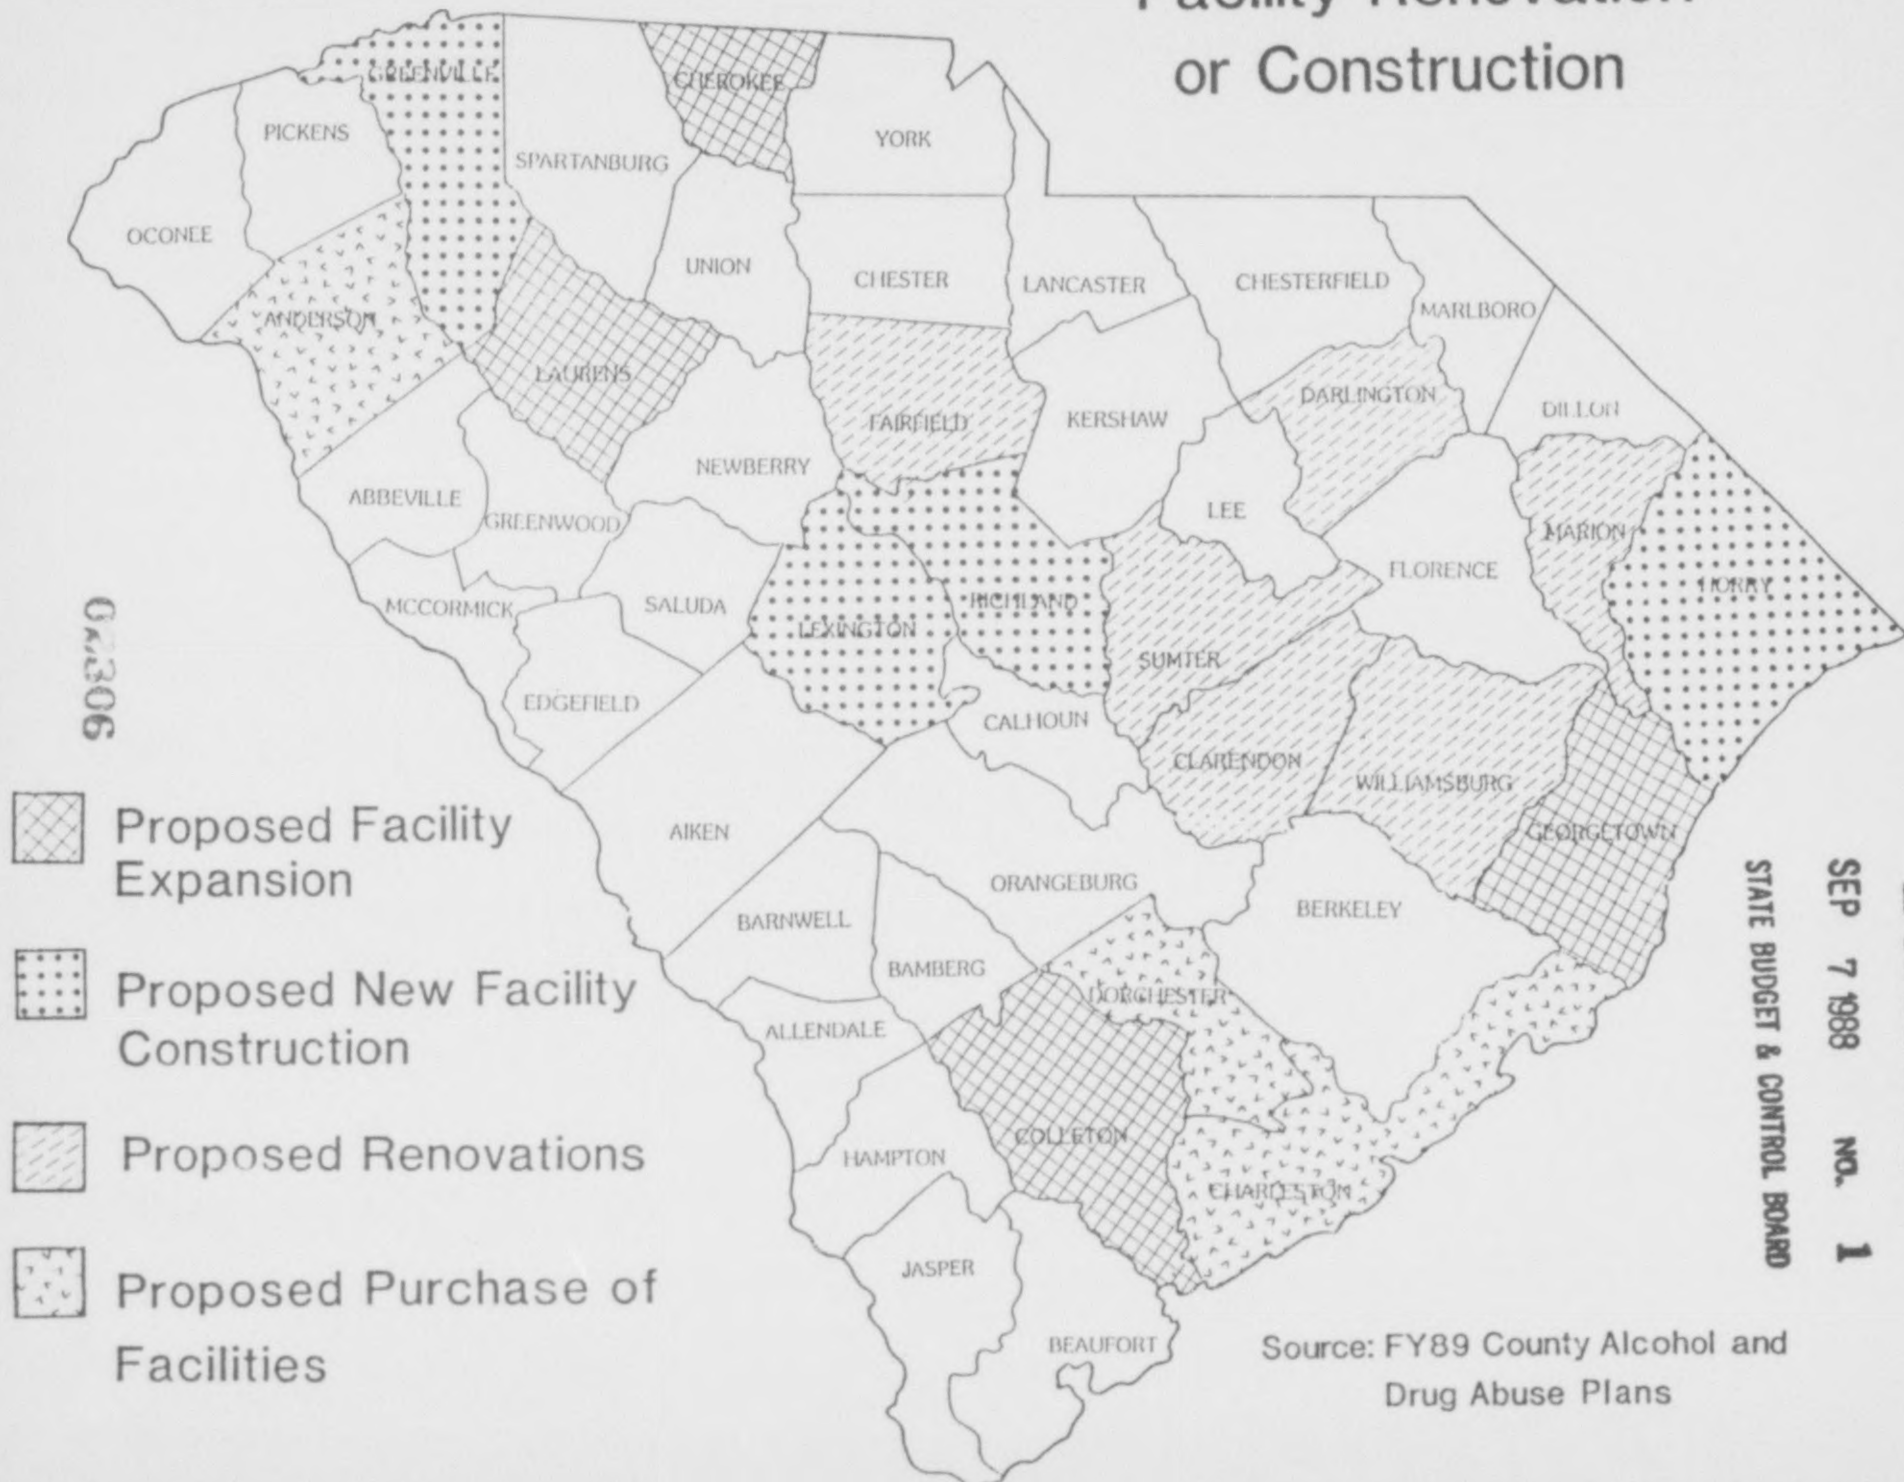 Facility Renovation
or Construction
GREENVILLE
CHEROKEE
PICKENS
YORK
SPARTANBURG
OCONEE
UNION
CHESTER
LANCASTER
CHESTERFIELD
MARLBORO
ANDERSON
LAURENS
DARLINGTON
DILLON
FAIRFIELD
KERSHAW
NEWBERRY
ABBEVILLE
GREENWOOD
LEE
MARION
FLORENCE
HORRY
MCCORMICK
SALUDA
RICHLAND
LEXINGTON
SUMTER
EDGEFIELD
CALHOUN
CLARENDON
WILLIAMSBURG
AIKEN
GEORGETOWN
ORANGEBURG
BARNWELL
BERKELEY
BAMBERG
DORCHESTER
ALLENDALE
COLLETON
HAMPTON
CHARLESTON
JASPER
BEAUFORT
02306
Proposed Facility
Expansion
Proposed New Facility
Construction
Proposed Renovations
Proposed Purchase of
Facilities
SEP 7 1988 NO. 1
STATE BUDGET & CONTROL BOARD
Source: FY89 County Alcohol and
Drug Abuse Plans